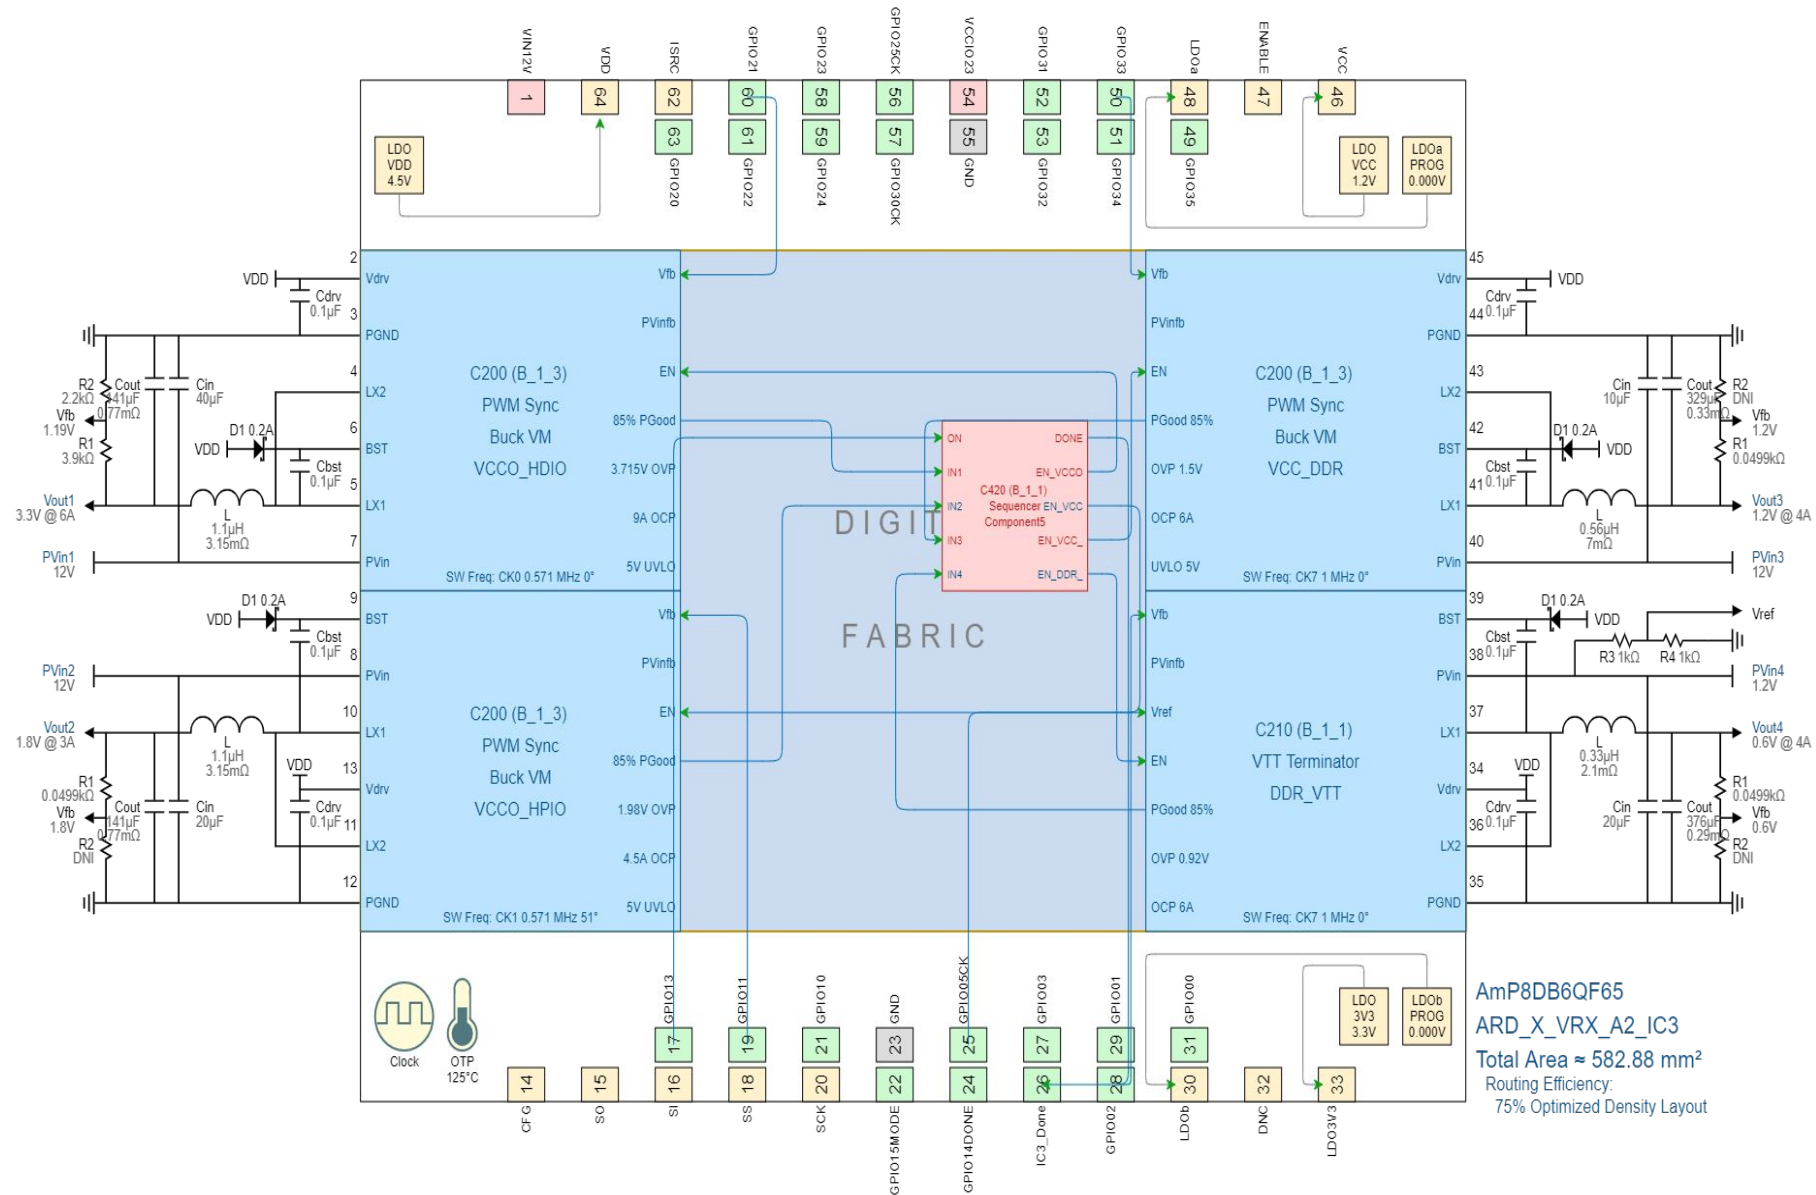 VIN12V
VDD
ISRC
GPIO21
GPIO23
GPIO25CK
VCCIO23
GPIO31
GPIO33
LDOa
ENABLE
VCC
1
64
62
60
58
56
54
52
50
48
47
46
63
61
59
57
55
53
51
49
GPIO20
GPIO22
GPIO24
GPIO30CK
GND
GPIO32
GPIO34
GPIO35
LDO
VDD
4.5V
LDO
VCC
1.2V
LDOa
PROG
0.000V
2
VDD
Cdrv
0.1µF
3
4
R2
2.2kΩ
Cout
141µF
0.77mΩ
Cin
40µF
Vfb
1.19V
R1
3.9kΩ
6
VDD
D1 0.2A
Cbst
0.1µF
5
Vout1
3.3V @ 6A
L
1.1µH
3.15mΩ
7
PVin1
12V
Vdrv
PGND
LX2
BST
LX1
PVin
C200 (B_1_3)
PWM Sync
Buck VM
VCCO_HDIO
Vfb
PVinfb
EN
85% PGood
3.715V OVP
9A OCP
5V UVLO
SW Freq: CK0 0.571 MHz 0°
9
D1 0.2A
VDD
Cbst
0.1µF
8
PVin2
12V
10
Vout2
1.8V @ 3A
L
1.1µH
3.15mΩ
13
VDD
R1
0.0499kΩ
Vfb
1.8V
R2
DNI
Cout
141µF
0.77mΩ
Cin
20µF
Cdrv
0.1µF
11
12
BST
PVin
LX1
Vdrv
LX2
PGND
C200 (B_1_3)
PWM Sync
Buck VM
VCCO_HPIO
Vfb
PVinfb
EN
85% PGood
1.98V OVP
4.5A OCP
5V UVLO
SW Freq: CK1 0.571 MHz 51°
DIGIT
FABRIC
ON
IN1
IN2
IN3
IN4
C420 (B_1_1)
Sequencer
Component5
DONE
EN_VCCO
EN_VCC
EN_VCC_
EN_DDR_
Vfb
PVinfb
EN
PGood 85%
OVP 1.5V
OCP 6A
UVLO 5V
C200 (B_1_3)
PWM Sync
Buck VM
VCC_DDR
SW Freq: CK7 1 MHz 0°
Vdrv
PGND
LX2
BST
LX1
PVin
45
VDD
Cdrv
0.1µF
44
43
Cin
10µF
Cout
329µF
0.33mΩ
R2
DNI
Vfb
1.2V
R1
0.0499kΩ
42
D1 0.2A
VDD
Cbst
0.1µF
41
L
0.56µH
7mΩ
Vout3
1.2V @ 4A
40
PVin3
12V
Vfb
PVinfb
Vref
EN
PGood 85%
OVP 0.92V
OCP 6A
C210 (B_1_1)
VTT Terminator
DDR_VTT
SW Freq: CK7 1 MHz 0°
BST
PVin
LX1
Vdrv
LX2
PGND
39
D1 0.2A
VDD
Cbst
0.1µF
Vref
R3 1kΩ
R4 1kΩ
38
PVin4
1.2V
37
L
0.33µH
2.1mΩ
Vout4
0.6V @ 4A
34
VDD
Cdrv
0.1µF
Cin
20µF
Cout
376µF
0.29mΩ
R1
0.0499kΩ
Vfb
0.6V
R2
DNI
36
35
Clock
OTP
125°C
GPIO13
GPIO11
GPIO10
GND
GPIO05CK
GPIO03
GPIO01
GPIO00
17
19
21
23
25
27
29
31
14
15
16
18
20
22
24
26
28
30
32
33
CFG
SO
SI
SS
SCK
GPIO15MODE
GPIO14DONE
IC3_Done
GPIO02
LDOb
DNC
LDO3V3
LDO
3V3
3.3V
LDOb
PROG
0.000V
AmP8DB6QF65
ARD_X_VRX_A2_IC3
Total Area ≈ 582.88 mm²
Routing Efficiency:
75% Optimized Density Layout